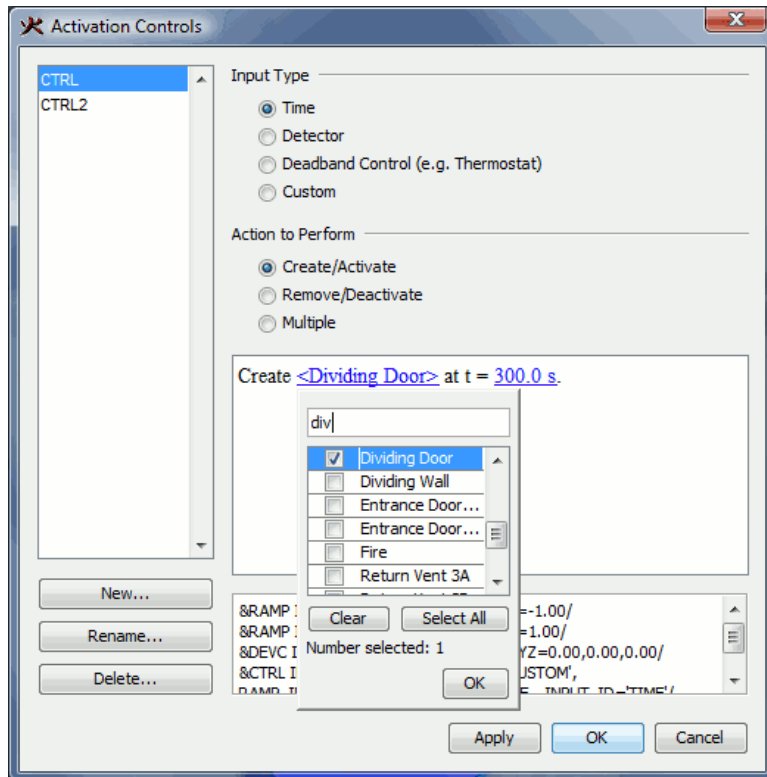 Activation Controls
CTRL
CTRL2
Input Type
Time
Detector
Deadband Control (e.g. Thermostat)
Custom
Action to Perform
Create/Activate
Remove/Deactivate
Multiple
Create <Dividing Door> at t = 300.0 s.
div
Dividing Door
Dividing Wall
Entrance Door...
Entrance Door...
Fire
Return Vent 3A
Clear
Select All
Number selected: 1
OK
New...
Rename...
Delete...
&RAMP =-1.00/
&RAMP =1.00/
&DEVC YZ=0.00,0.00,0.00/
&CTRL JSTOM',
INPUT_ID='TIME'/
Apply
OK
Cancel